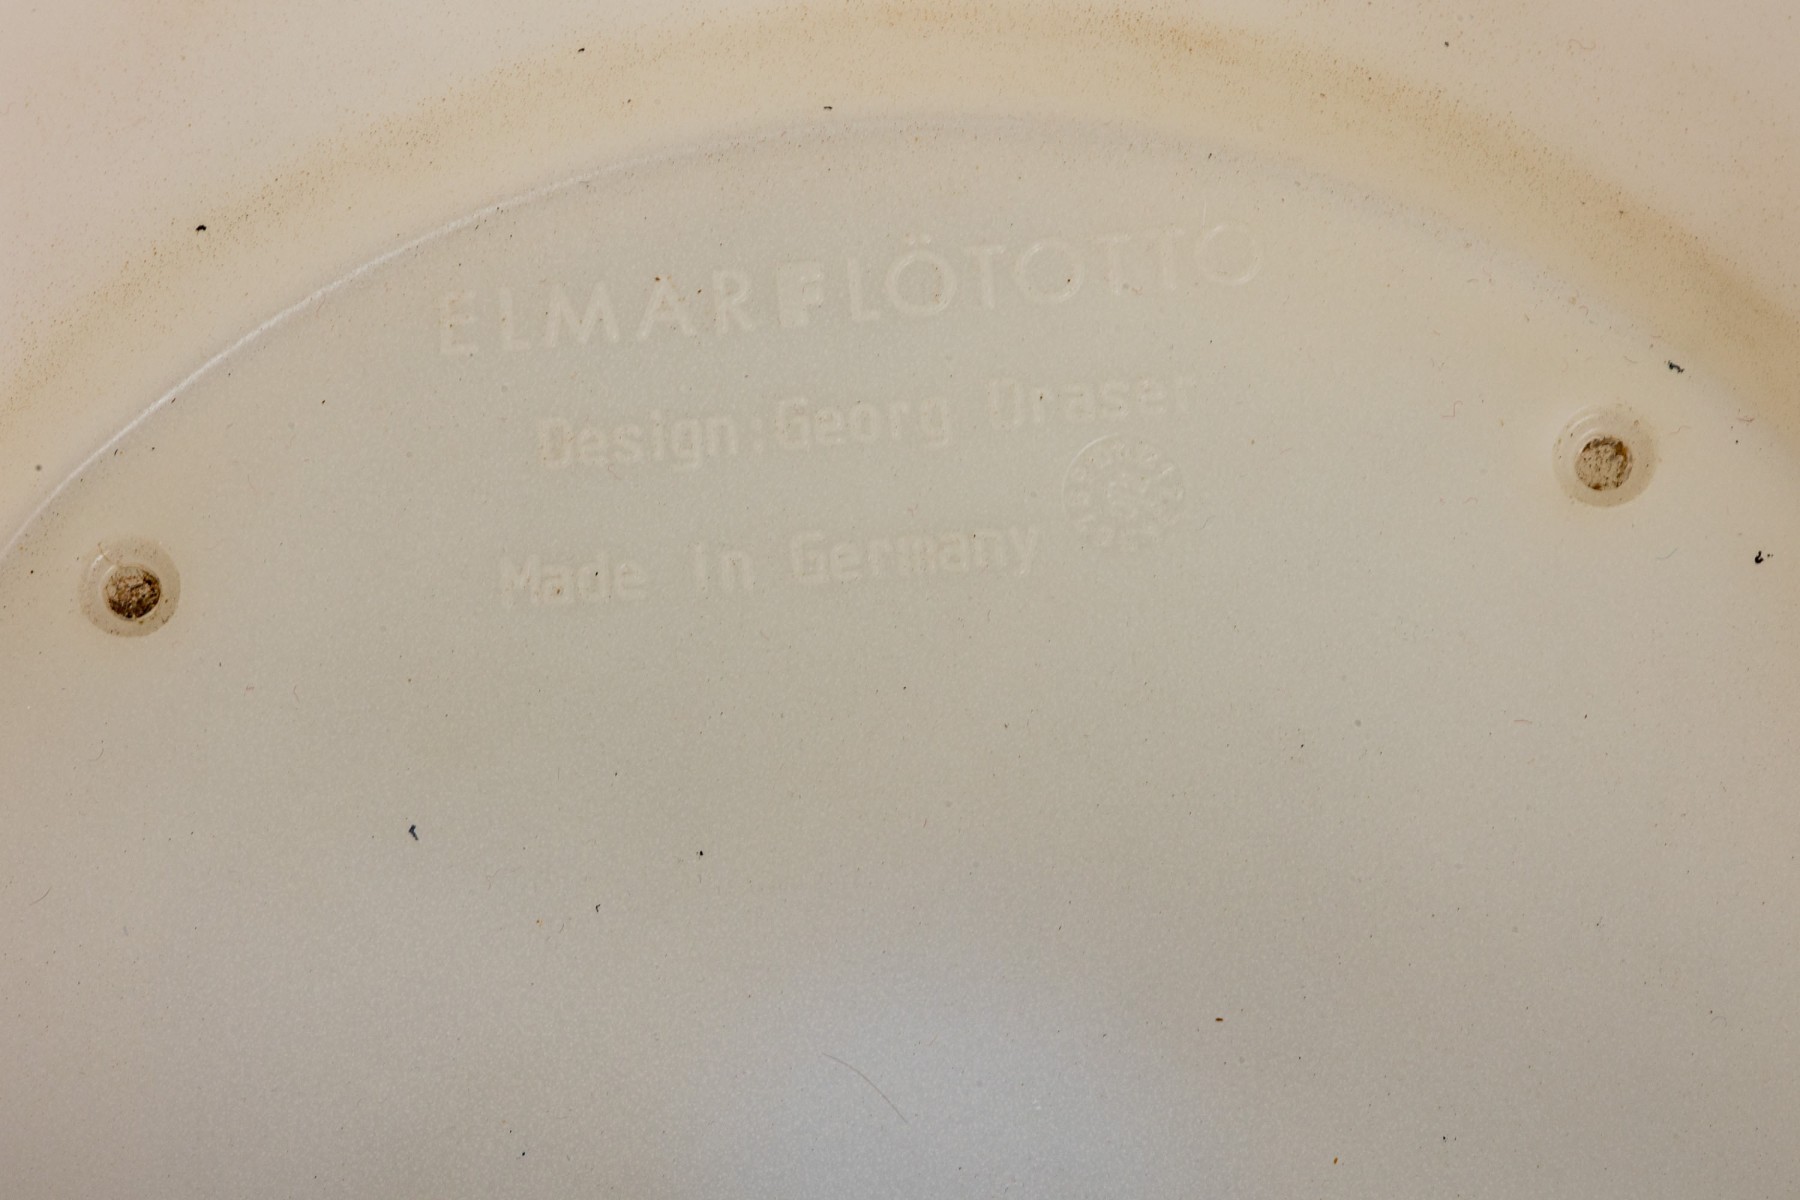 ELMAR FLÖTOTTO
Design:Georg Draser
Made in Germany